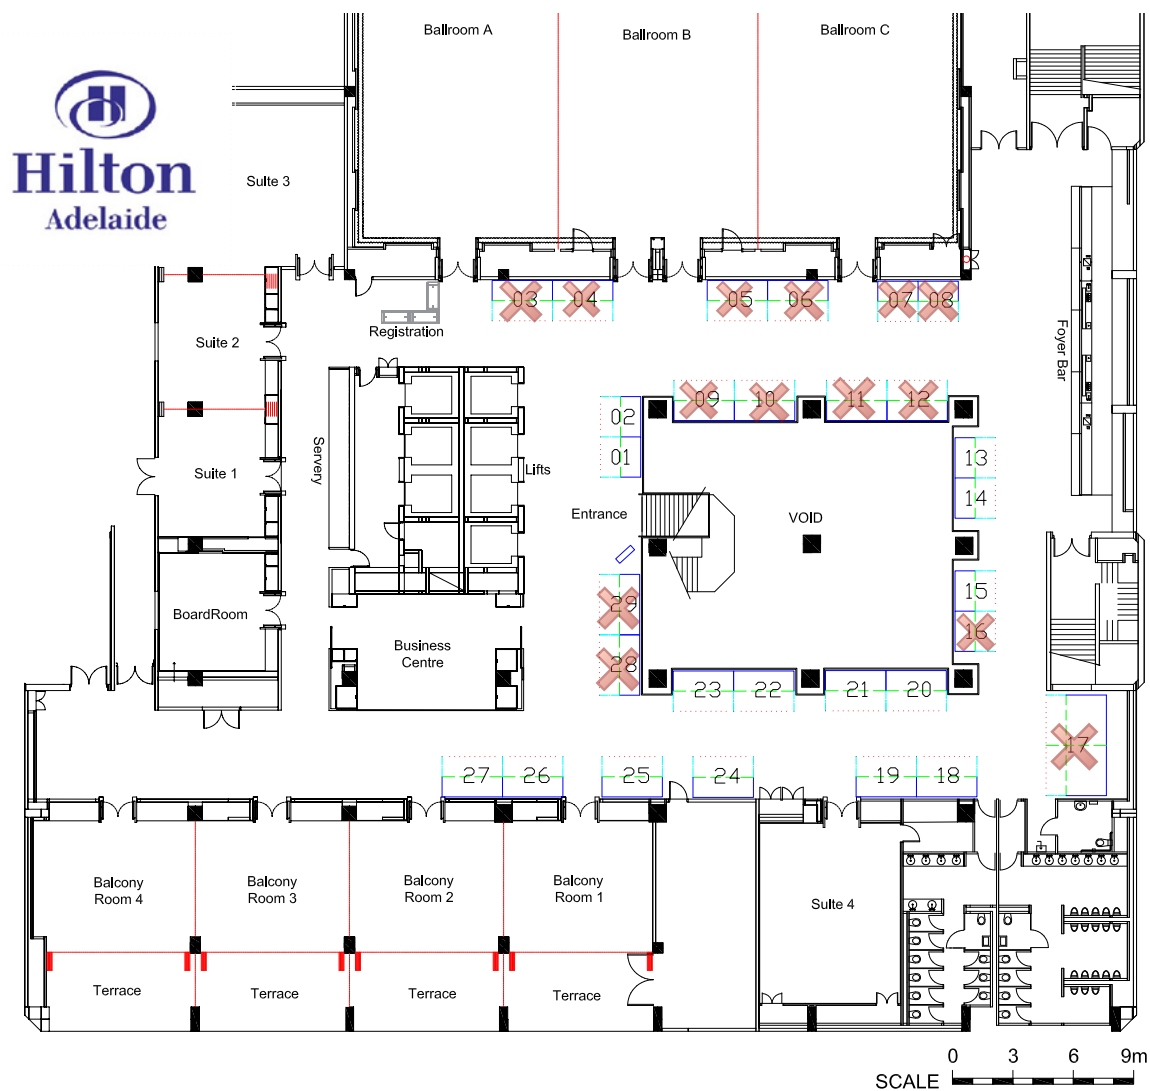 Ballroom A
Ballroom B
Ballroom C
Hilton
Adelaide
Suite 3
03
04
05
06
07
08
Registration
Suite 2
Foyer Bar
09
10
11
12
02
01
Servery
Lifts
Suite 1
13
14
Entrance
VOID
15
16
29
28
BoardRoom
Business
Centre
23
22
21
20
17
27
26
25
24
19
18
Balcony
Room 4
Balcony
Room 3
Balcony
Room 2
Balcony
Room 1
Suite 4
Terrace
Terrace
Terrace
Terrace
0 3 6 9m
SCALE